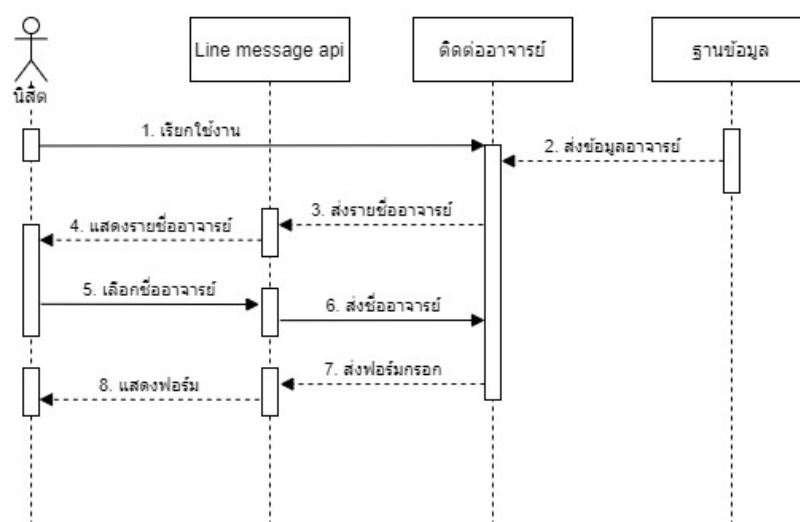 Line message api
ติดต่ออาจารย์
ฐานข้อมูล
นิสิต
1. เรียกใช้งาน
2. ส่งข้อมูลอาจารย์
3. ส่งรายชื่ออาจารย์
4. แสดงรายชื่ออาจารย์
5. เลือกชื่ออาจารย์
6. ส่งชื่ออาจารย์
7. ส่งฟอร์มกรอก
8. แสดงฟอร์ม